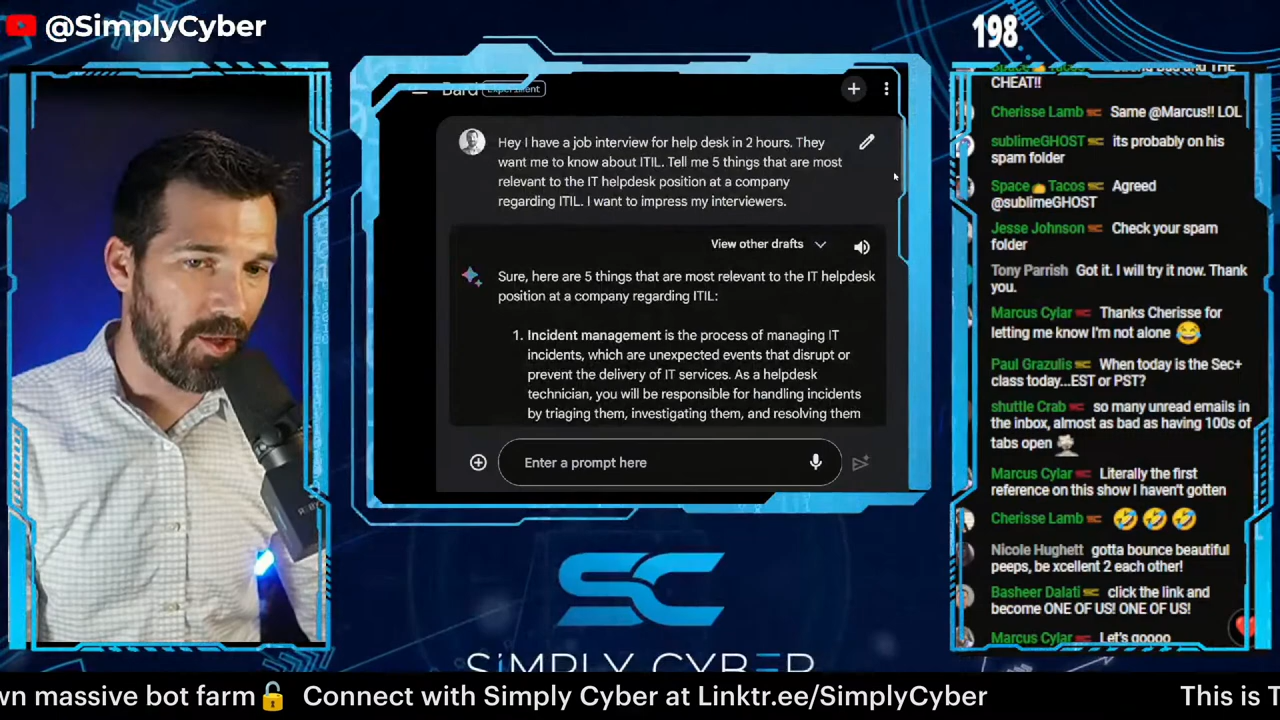 @SimplyCyber
198
Bard Experiment
Hey I have a job interview for help desk in 2 hours. They
want me to know about ITIL. Tell me 5 things that are most
relevant to the IT helpdesk position at a company
regarding ITIL. I want to impress my interviewers.
View other drafts
Sure, here are 5 things that are most relevant to the IT helpdesk
position at a company regarding ITIL:
1. Incident management is the process of managing IT
incidents, which are unexpected events that disrupt or
prevent the delivery of IT services. As a helpdesk
technician, you will be responsible for handling incidents
by triaging them, investigating them, and resolving them
Enter a prompt here
Space Tacos
CHEAT!!
Cherisse Lamb Same @Marcus!! LOL
sublimeGHOST its probably on his
spam folder
Space Tacos Agreed
@sublimeGHOST
Jesse Johnson Check your spam
folder
Tony Parrish Got it. I will try it now. Thank
you.
Marcus Cylar Thanks Cherisse for
letting me know I'm not alone 😂
Paul Grazulis When today is the Sec+
class today...EST or PST?
shuttle Crab so many unread emails in
the inbox, almost as bad as having 100s of
tabs open
Marcus Cylar Literally the first
reference on this show I haven't gotten
Cherisse Lamb 🤣🤣🤣
Nicole Hughett gotta bounce beautiful
peeps, be xcellent 2 each other!
Basheer Dalati click the link and
become ONE OF US! ONE OF US!
Marcus Cylar Let's goooo
SC
SIMPLY CYBER
wn massive bot farm🔓 Connect with Simply Cyber at Linktr.ee/SimplyCyber This is T